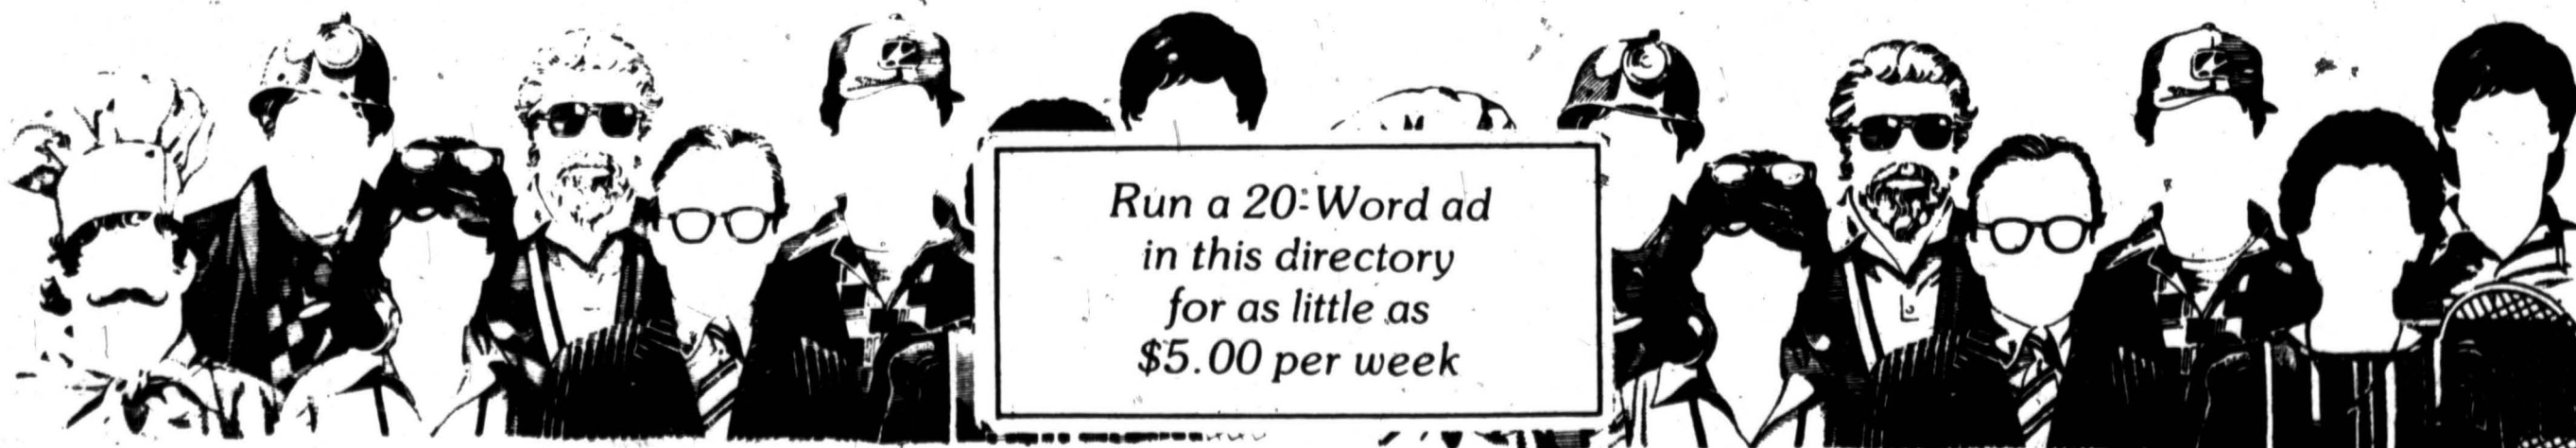 Run a 20-Word ad
in this directory
for as little as
$5.00 per week